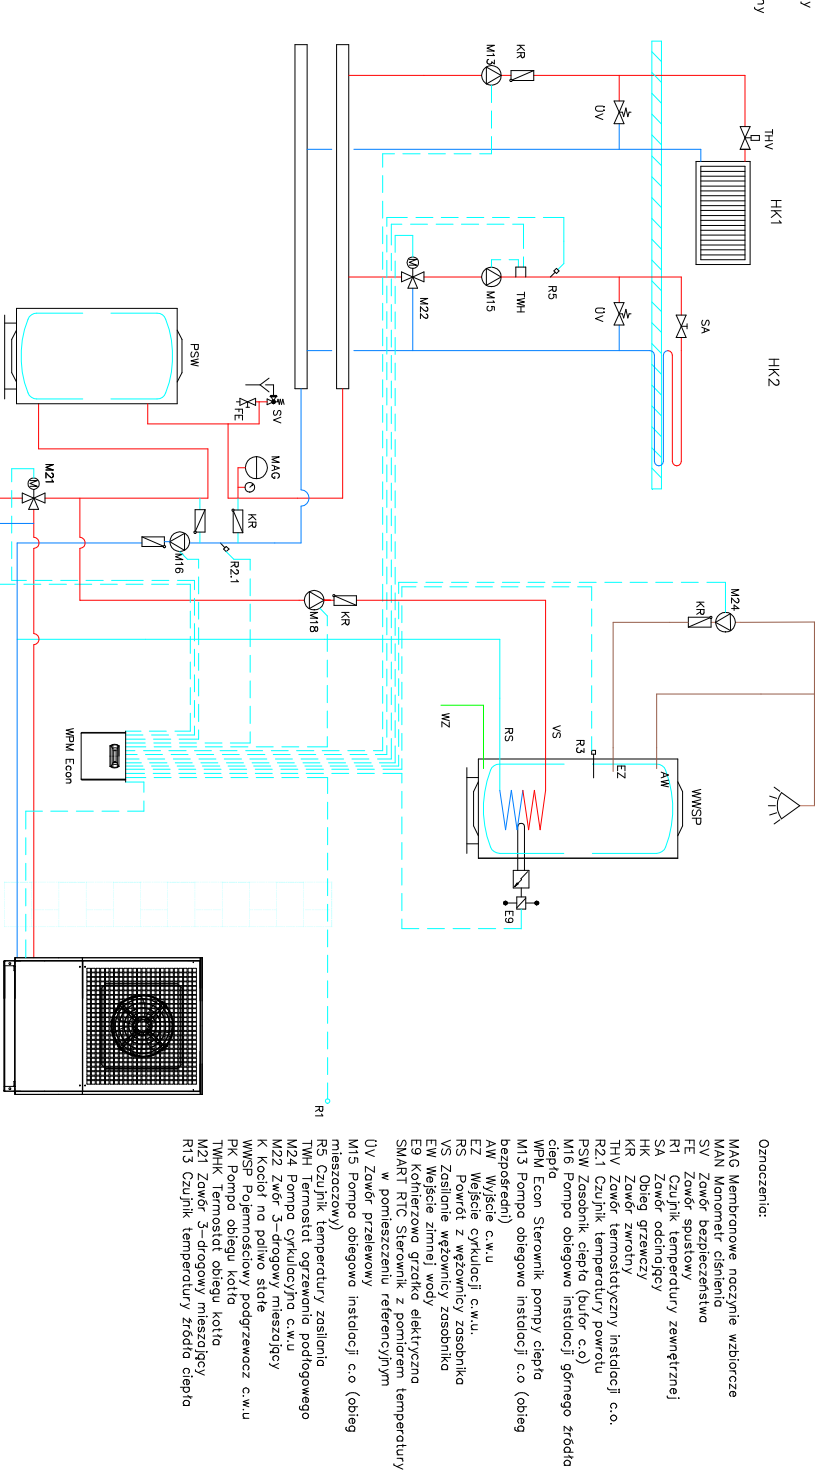 M13
KR
ÜV
THV
HK1
M22
M15
TWH
R5
ÜV
SA
HK2
PSW
FE
SV
MAG
M21
KR
M16
R2.1
M18
KR
M24
KR
WPM Econ
WZ
RS
VS
R3
EZ
AW
WWSP
E9
R1
Oznaczenia:
MAG Membranowe naczynie wzbiorcze
MAN Manometr ciśnienia
SV Zawór bezpieczeństwa
FE Zawór spustowy
R1 Czujnik temperatury zewnętrznej
SA Zawór odcinający
HK Obieg grzewczy
KR Zawór zwrotny
THV Zawór termostatyczny instalacji c.o.
R2.1 Czujnik temperatury powrotu
PSW Zasobnik ciepła (bufor c.o)
M16 Pompa obiegowa instalacji górnego źródła
ciepła
WPM Econ Sterownik pompy ciepła
M13 Pompa obiegowa instalacji c.o (obieg
bezpośredni)
AW Wyjście c.w.u
EZ Wejście cyrkulacji c.w.u.
RS Powrót z wężownicy zasobnika
VS Zasilanie wężownicy zasobnika
EW Wejście zimnej wody
E9 Kołnierzowa grzałka elektryczna
SMART RTC Sterownik z pomiarem temperatury
w pomieszczeniu referencyjnym
ÜV Zawór przelewowy
M15 Pompa obiegowa instalacji c.o (obieg
mieszaczowy)
R5 Czujnik temperatury zasilania
TWH Termostat ogrzewania podłogowego
M24 Pompa cyrkulacyjna c.w.u
M22 Zwór 3-drogowy mieszający
K Kocioł na paliwo stałe
WWSP Pojemnościowy podgrzewacz c.w.u
PK Pompa obiegu kotła
TWHK Termostat obiegu kotła
M21 Zawór 3-drogowy mieszający
R13 Czujnik temperatury źródła ciepła